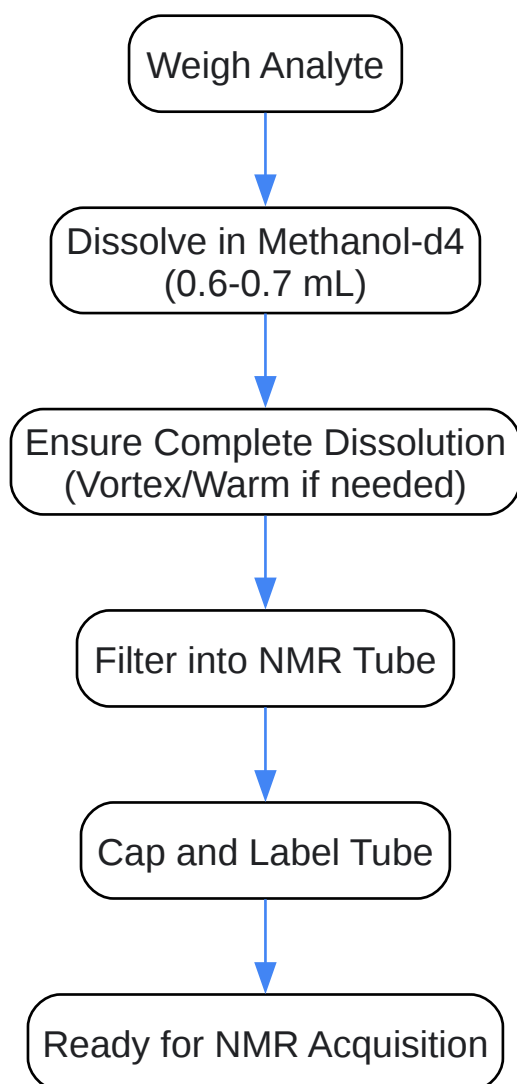 Weigh Analyte
Dissolve in Methanol-d4
(0.6-0.7 mL)
Ensure Complete Dissolution
(Vortex/Warm if needed)
Filter into NMR Tube
Cap and Label Tube
Ready for NMR Acquisition